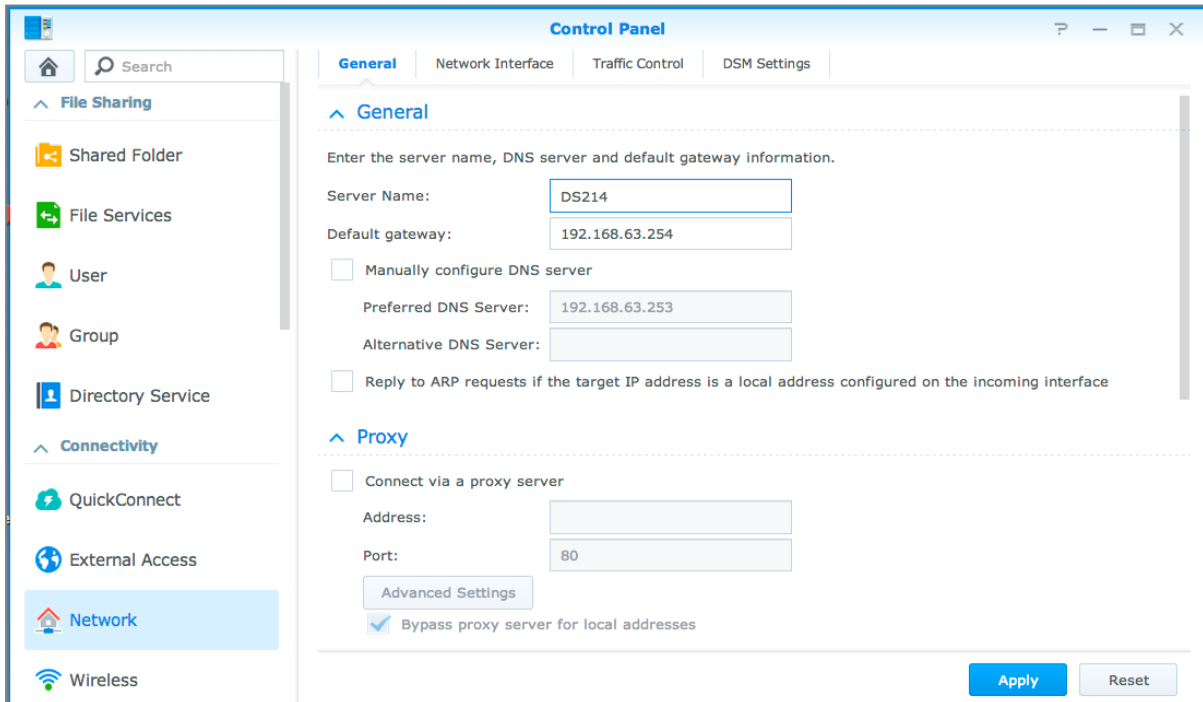 Control Panel
?
Search
General
Network Interface
Traffic Control
DSM Settings
File Sharing
Shared Folder
File Services
User
Group
Directory Service
Connectivity
QuickConnect
External Access
Network
Wireless
General
Enter the server name, DNS server and default gateway information.
Server Name: DS214
Default gateway: 192.168.63.254
Manually configure DNS server
Preferred DNS Server: 192.168.63.253
Alternative DNS Server:
Reply to ARP requests if the target IP address is a local address configured on the incoming interface
Proxy
Connect via a proxy server
Address:
Port: 80
Advanced Settings
Bypass proxy server for local addresses
Apply
Reset